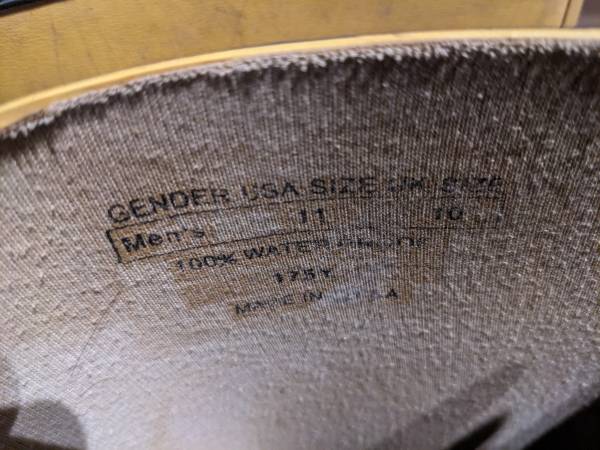 GENDER USA SIZE UK SIZE
Men's 11 10
100% WATERPROOF
175Y
MADE IN U.S.A